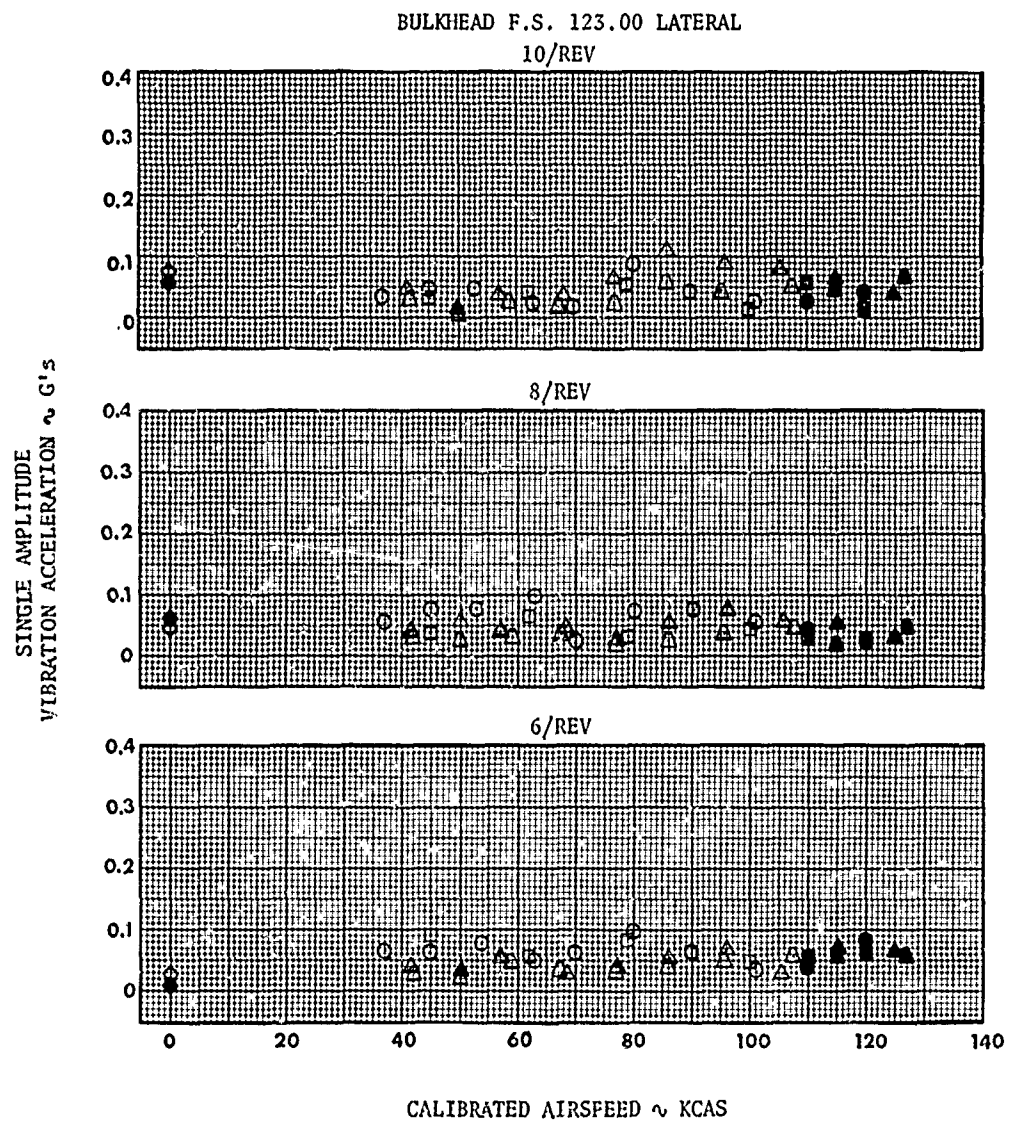 BULKHEAD F.S. 123.00 LATERAL
10/REV
0.4
0.3
0.2
0.1
.0
8/REV
0.4
0.3
0.2
0.1
0
6/REV
0.4
0.3
0.2
0.1
0
0 20 40 60 80 100 120 140
SINGLE AMPLITUDE
VIBRATION ACCELERATION ~ G's
CALIBRATED AIRSPEED ~ KCAS